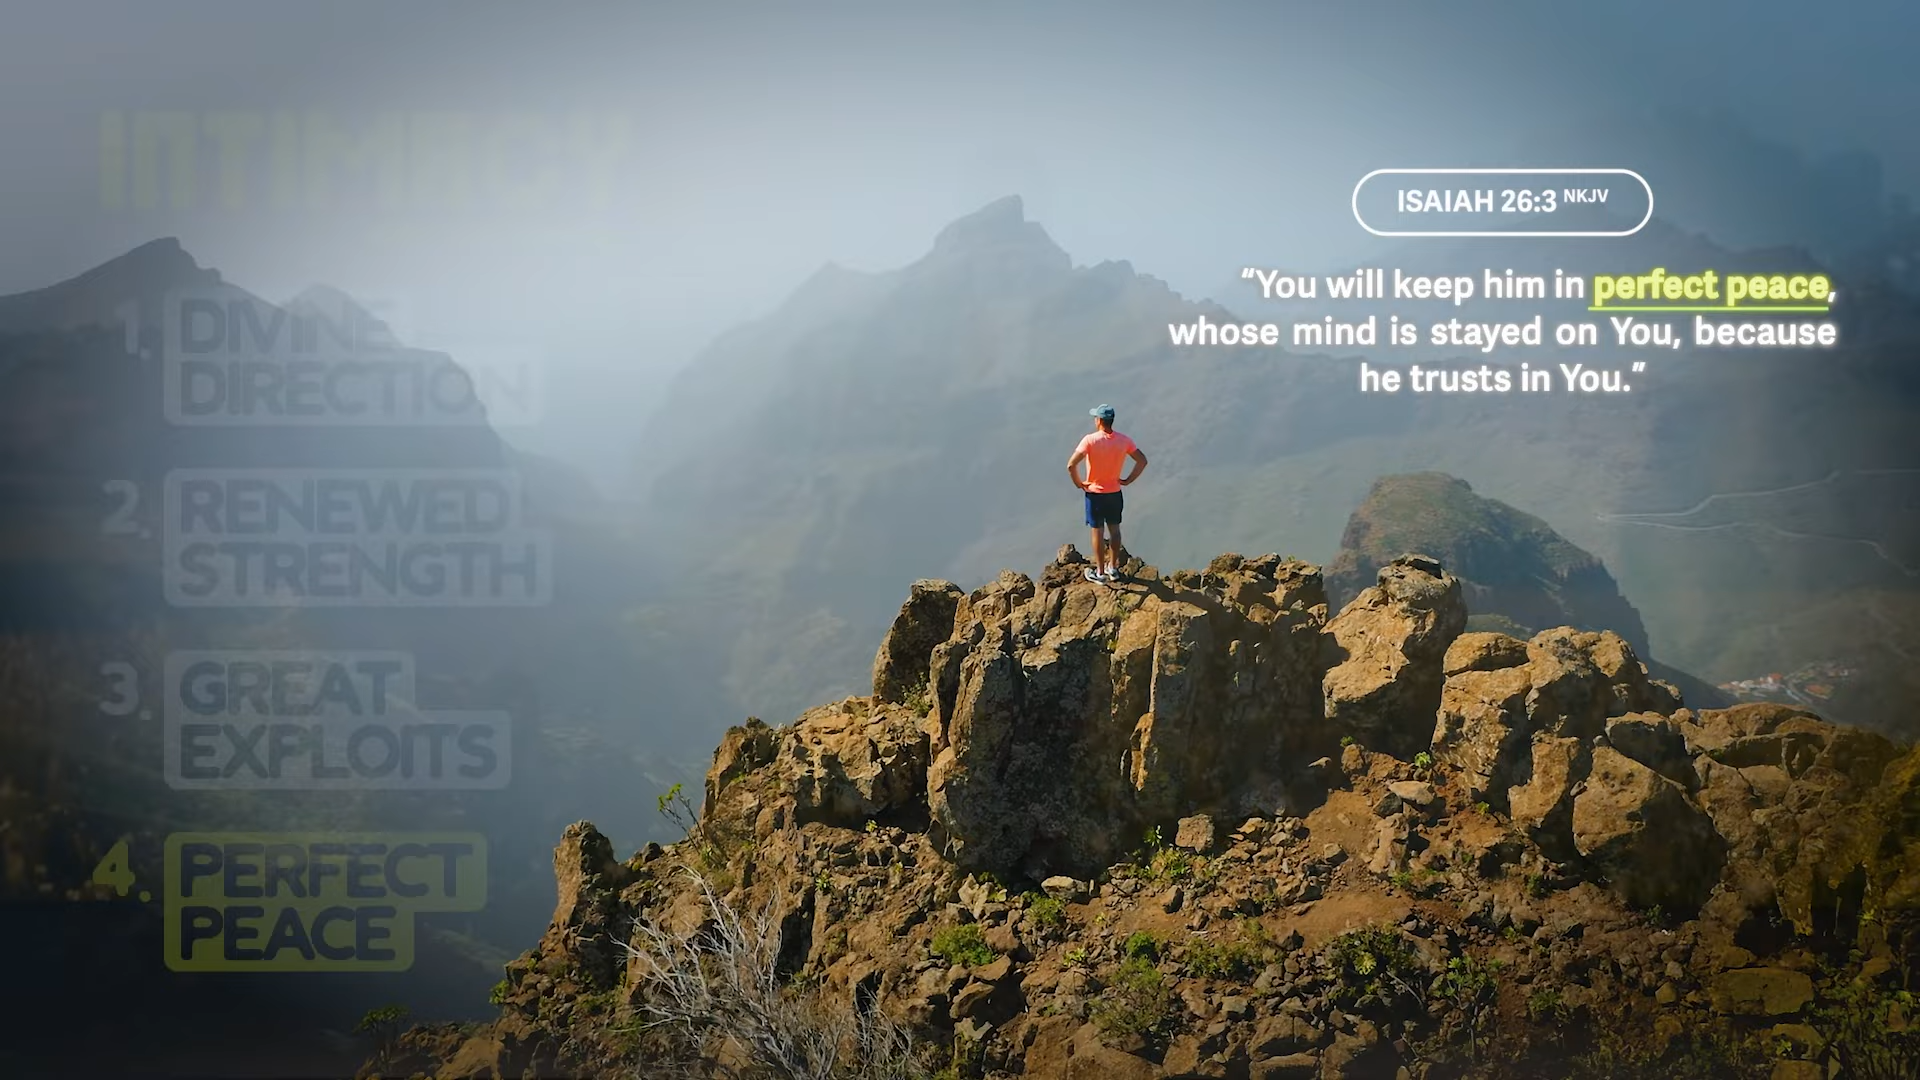 INTIMACY
1. DIVINE
DIRECTION
2. RENEWED
STRENGTH
3. GREAT
EXPLOITS
4. PERFECT
PEACE
ISAIAH 26:3 NKJV
“You will keep him in perfect peace,
whose mind is stayed on You, because
he trusts in You.”